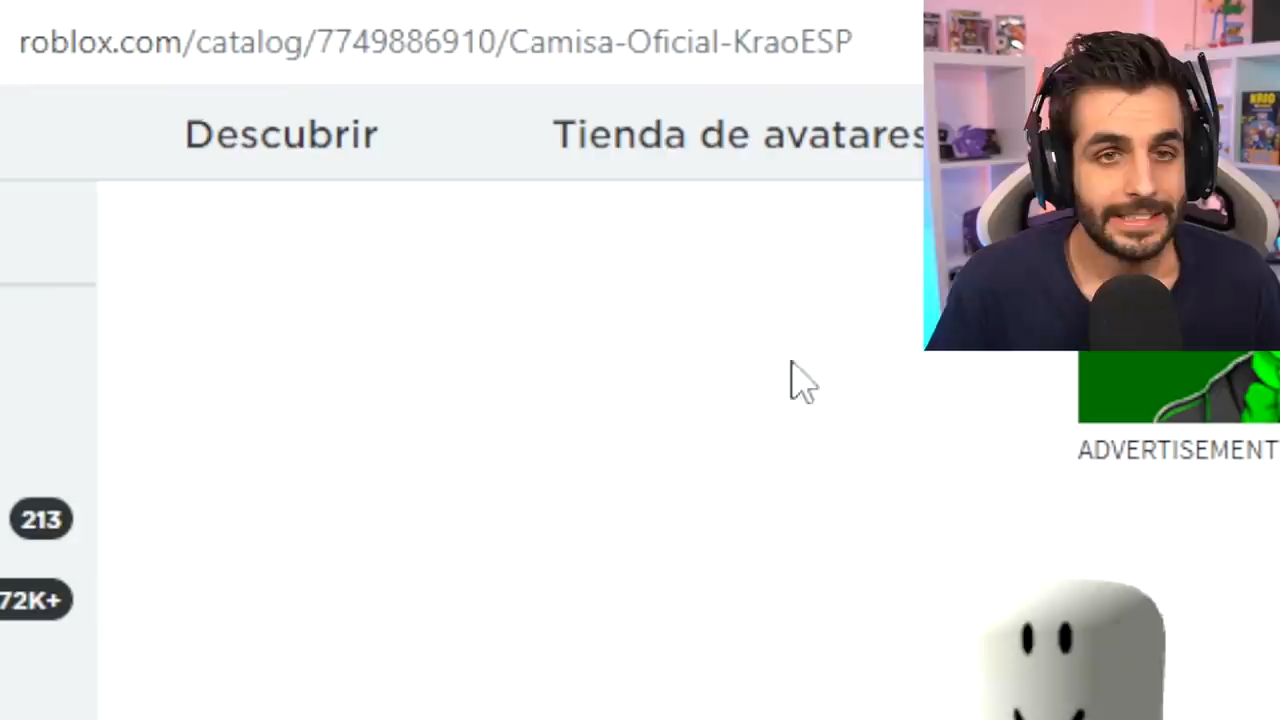 roblox.com/catalog/7749886910/Camisa-Oficial-KraoESP
Descubrir
Tienda de avatares
ADVERTISEMENT
213
72K+